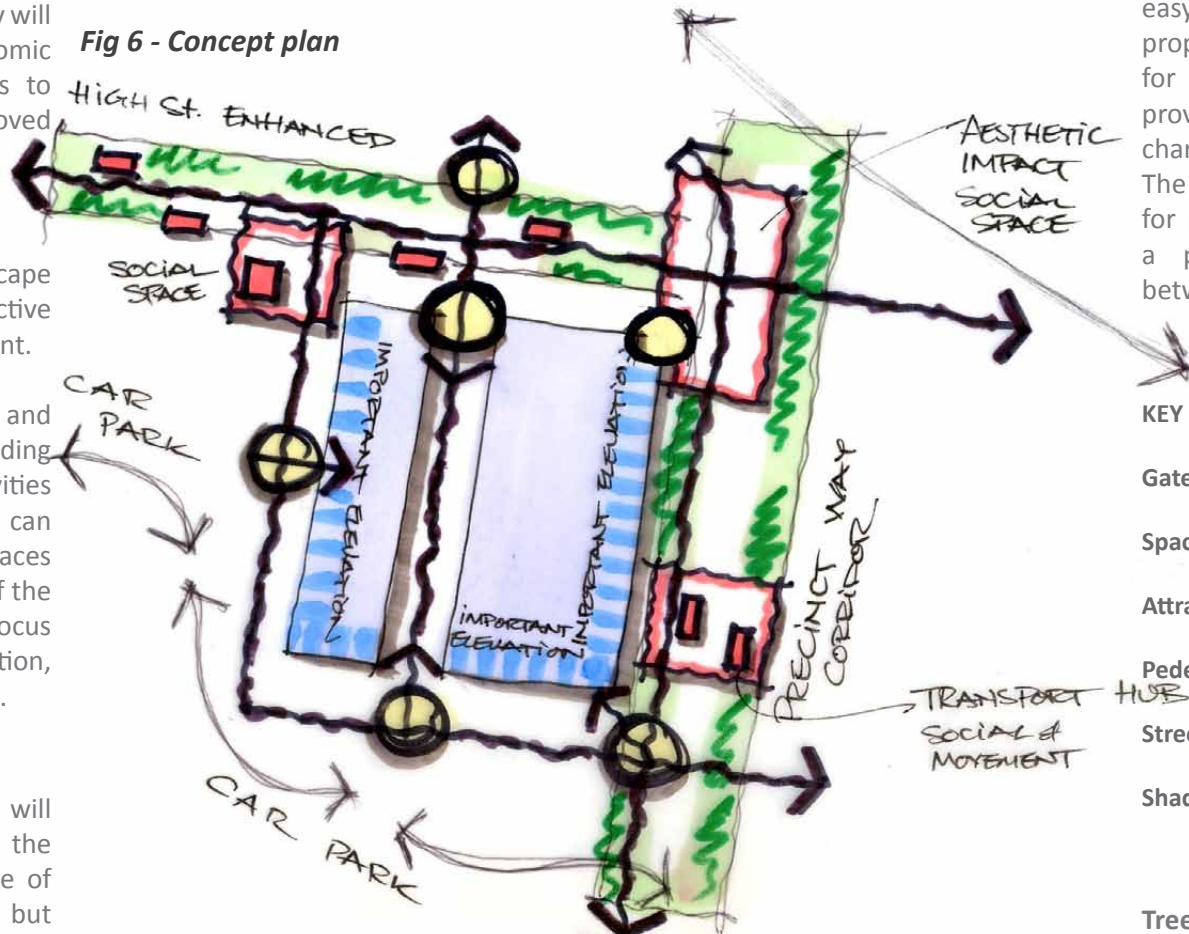 y will
omic
s to
oved
cape
ctive
nt.
and
ding
vities
can
aces
f the
ocus
tion,
.
will
the
e of
but
Fig 6 - Concept plan
HIGH St. ENHANCED
SOCIAL
SPACE
CAR
PARK
IMPORTANT ELEVATION
IMPORTANT ELEVATION
IMPORTANT
ELEVATION
AESTHETIC
IMPACT
SOCIAL
SPACE
PRECINCT WAY
CORRIDOR
TRANSPORT HUB
SOCIAL &
MOVEMENT
CAR PARK
easy
prop
for
prov
char
The
for
a p
betw
KEY
Gate
Spac
Attra
Pede
Stree
Shad
Tree